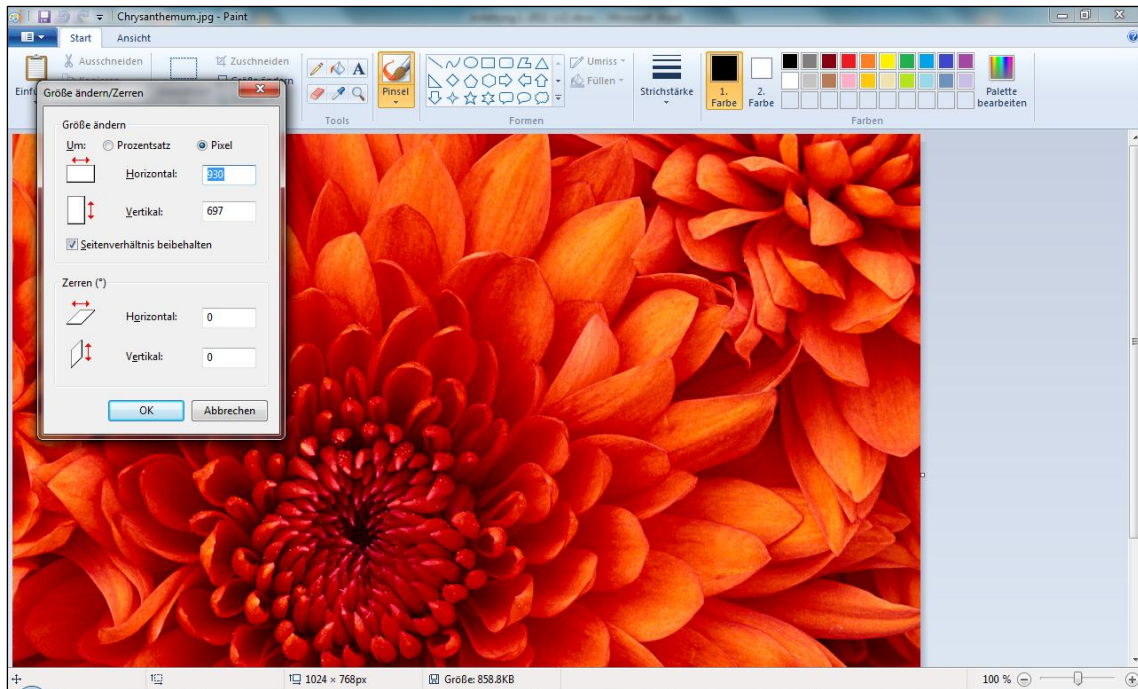 Chrysanthemum.jpg - Paint
Start Ansicht
Ausschneiden
Zuschneiden
Größe ändern
Pinsel
Umriss
Füllen
Strichstärke
1. Farbe
2. Farbe
Palette bearbeiten
Tools
Formen
Farben
Größe ändern/Zerren
Größe ändern
Um: Prozentsatz Pixel
Horizontal: 930
Vertikal: 697
Seitenverhältnis beibehalten
Zerren (°)
Horizontal: 0
Vertikal: 0
OK Abbrechen
1024 × 768px
Größe: 858.8KB
100 %